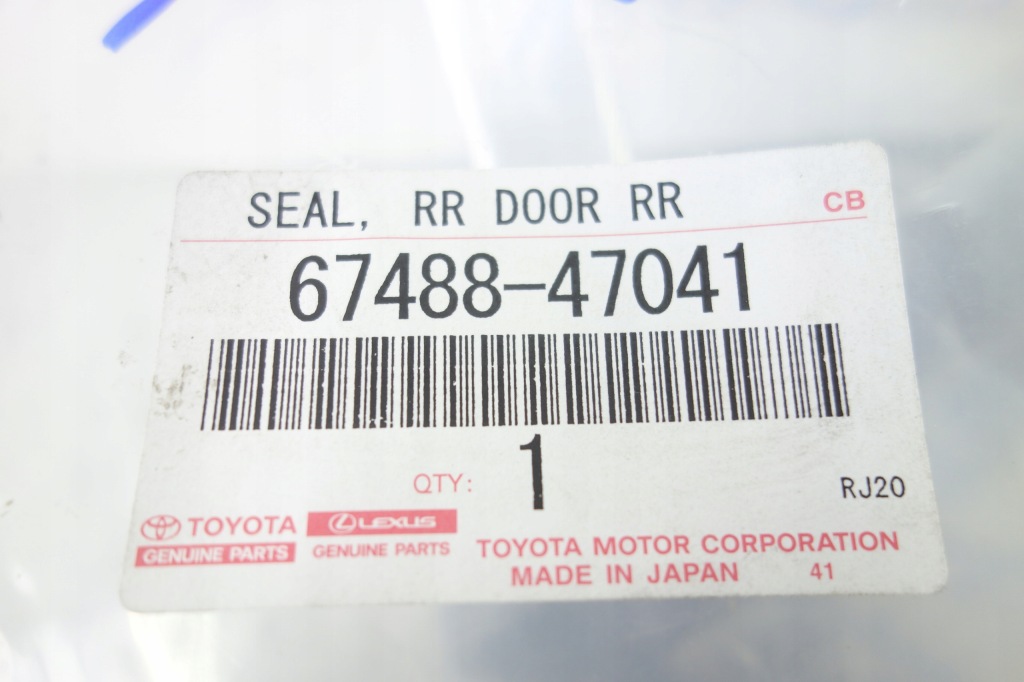 SEAL, RR DOOR RR CB
67488-47041
QTY: 1
RJ20
TOYOTA
GENUINE PARTS
LEXUS
GENUINE PARTS
TOYOTA MOTOR CORPORATION
MADE IN JAPAN 41